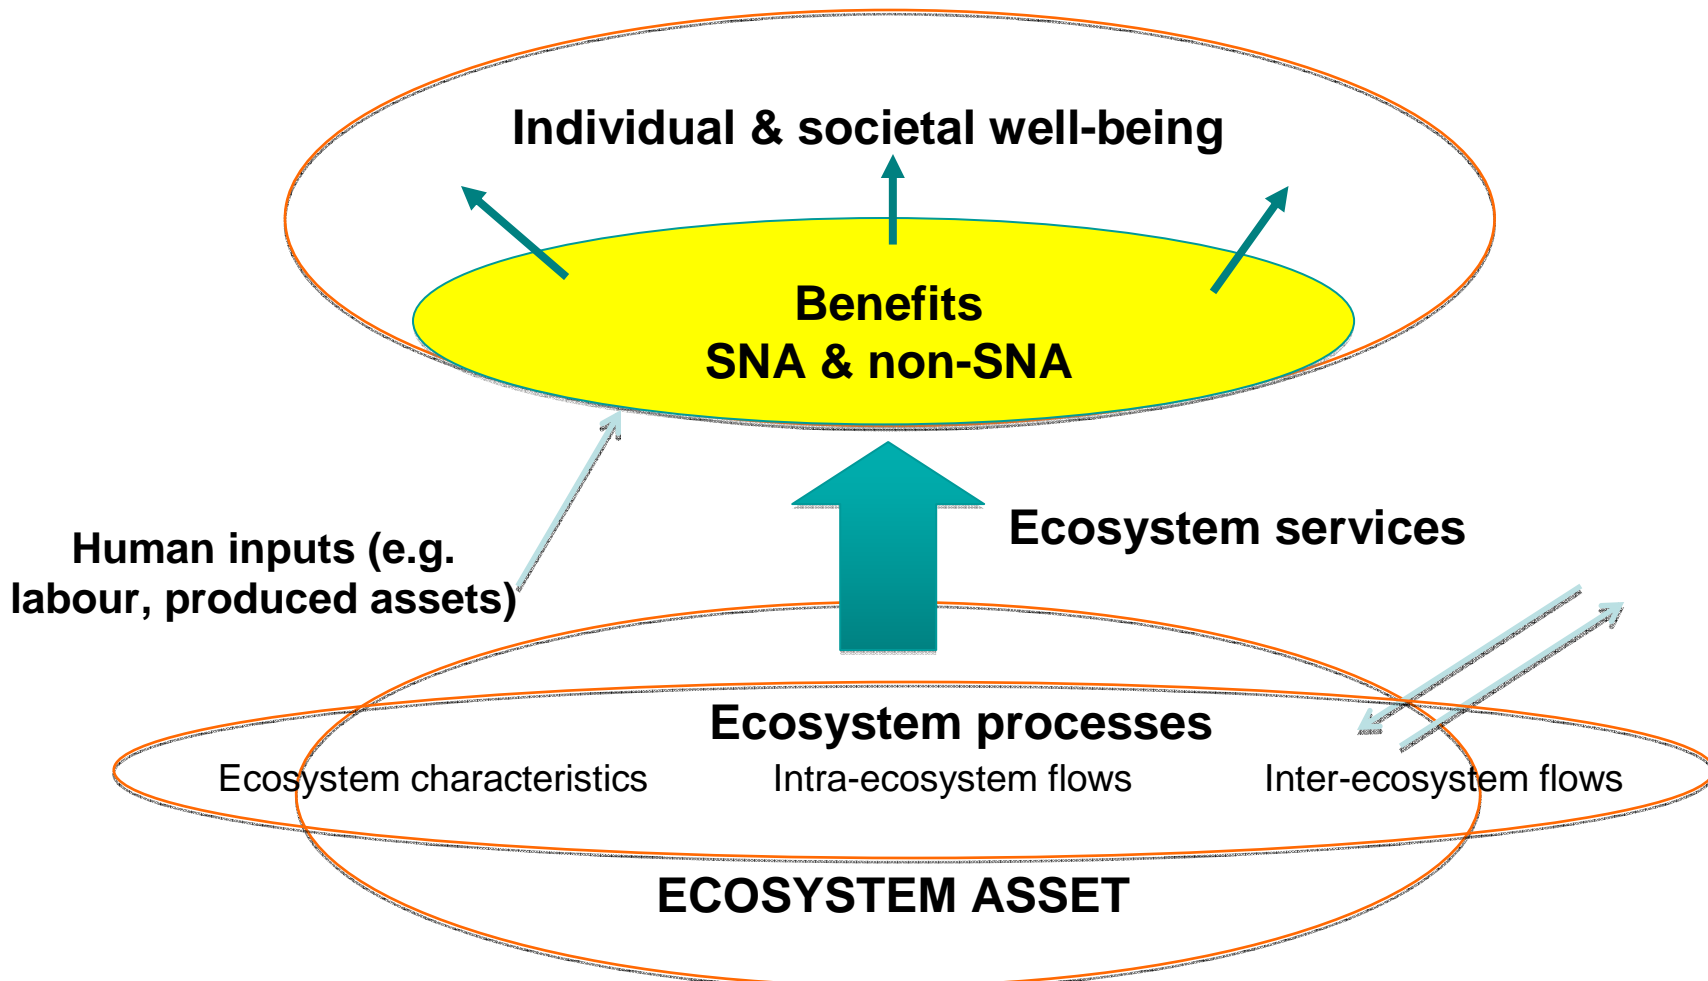 Individual & societal well-being
Benefits
SNA & non-SNA
Ecosystem services
Human inputs (e.g.
labour, produced assets)
Ecosystem processes
Ecosystem characteristics
Intra-ecosystem flows
Inter-ecosystem flows
ECOSYSTEM ASSET